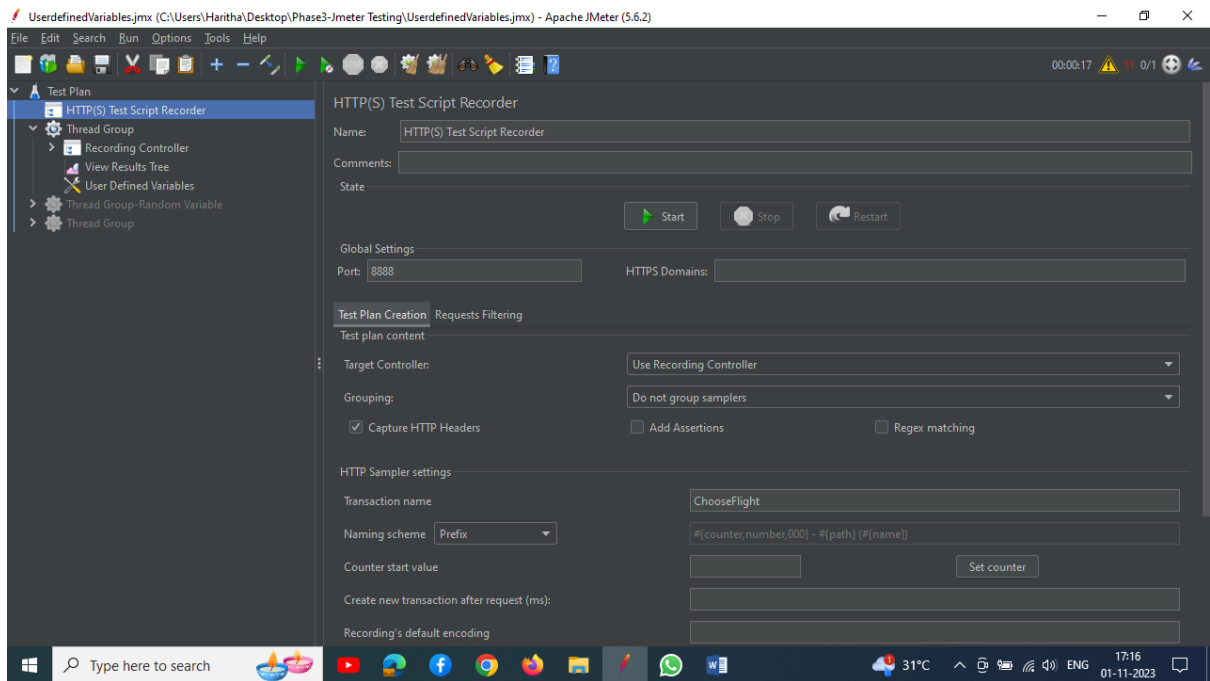 UserdefinedVariables.jmx (C:\Users\Haritha\Desktop\Phase3-Jmeter Testing\UserdefinedVariables.jmx) - Apache JMeter (5.6.2)
File Edit Search Run Options Tools Help
00:00:17 11 0/1
Test Plan
HTTP(S) Test Script Recorder
Thread Group
Recording Controller
View Results Tree
User Defined Variables
Thread Group-Random Variable
Thread Group
HTTP(S) Test Script Recorder
Name: HTTP(S) Test Script Recorder
Comments:
State
Start Stop Restart
Global Settings
Port: 8888 HTTPS Domains:
Test Plan Creation Requests Filtering
Test plan content
Target Controller: Use Recording Controller
Grouping: Do not group samplers
Capture HTTP Headers Add Assertions Regex matching
HTTP Sampler settings
Transaction name ChooseFlight
Naming scheme Prefix #{counter,number,000} - #{path} (#{name})
Counter start value Set counter
Create new transaction after request (ms):
Recording's default encoding
Type here to search 31°C ENG 17:16
01-11-2023